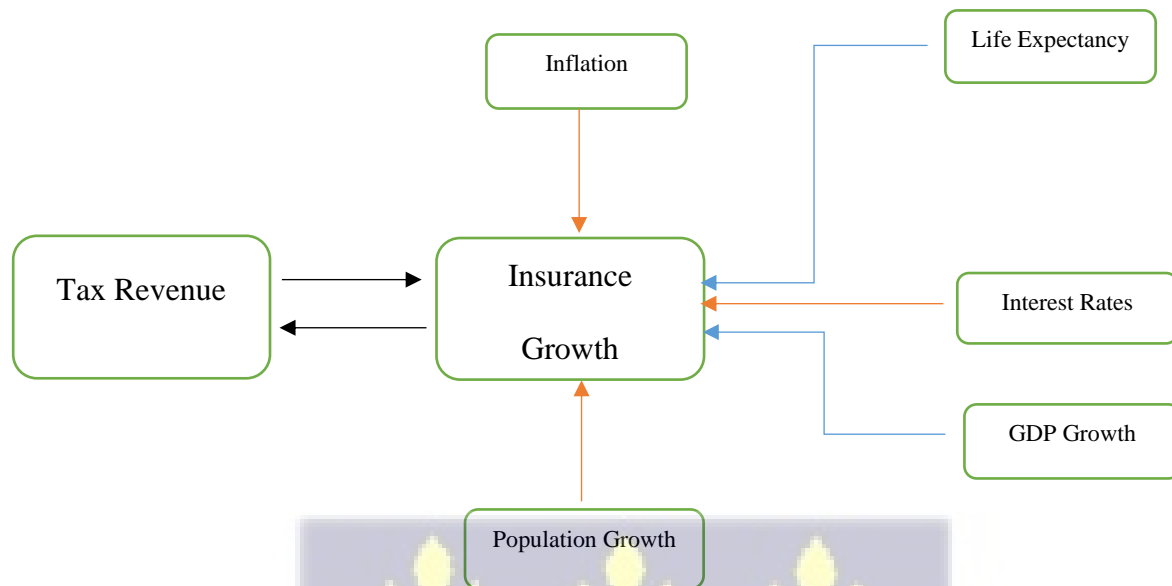 Life Expectancy
Inflation
Tax Revenue
Insurance
Growth
Interest Rates
GDP Growth
Population Growth